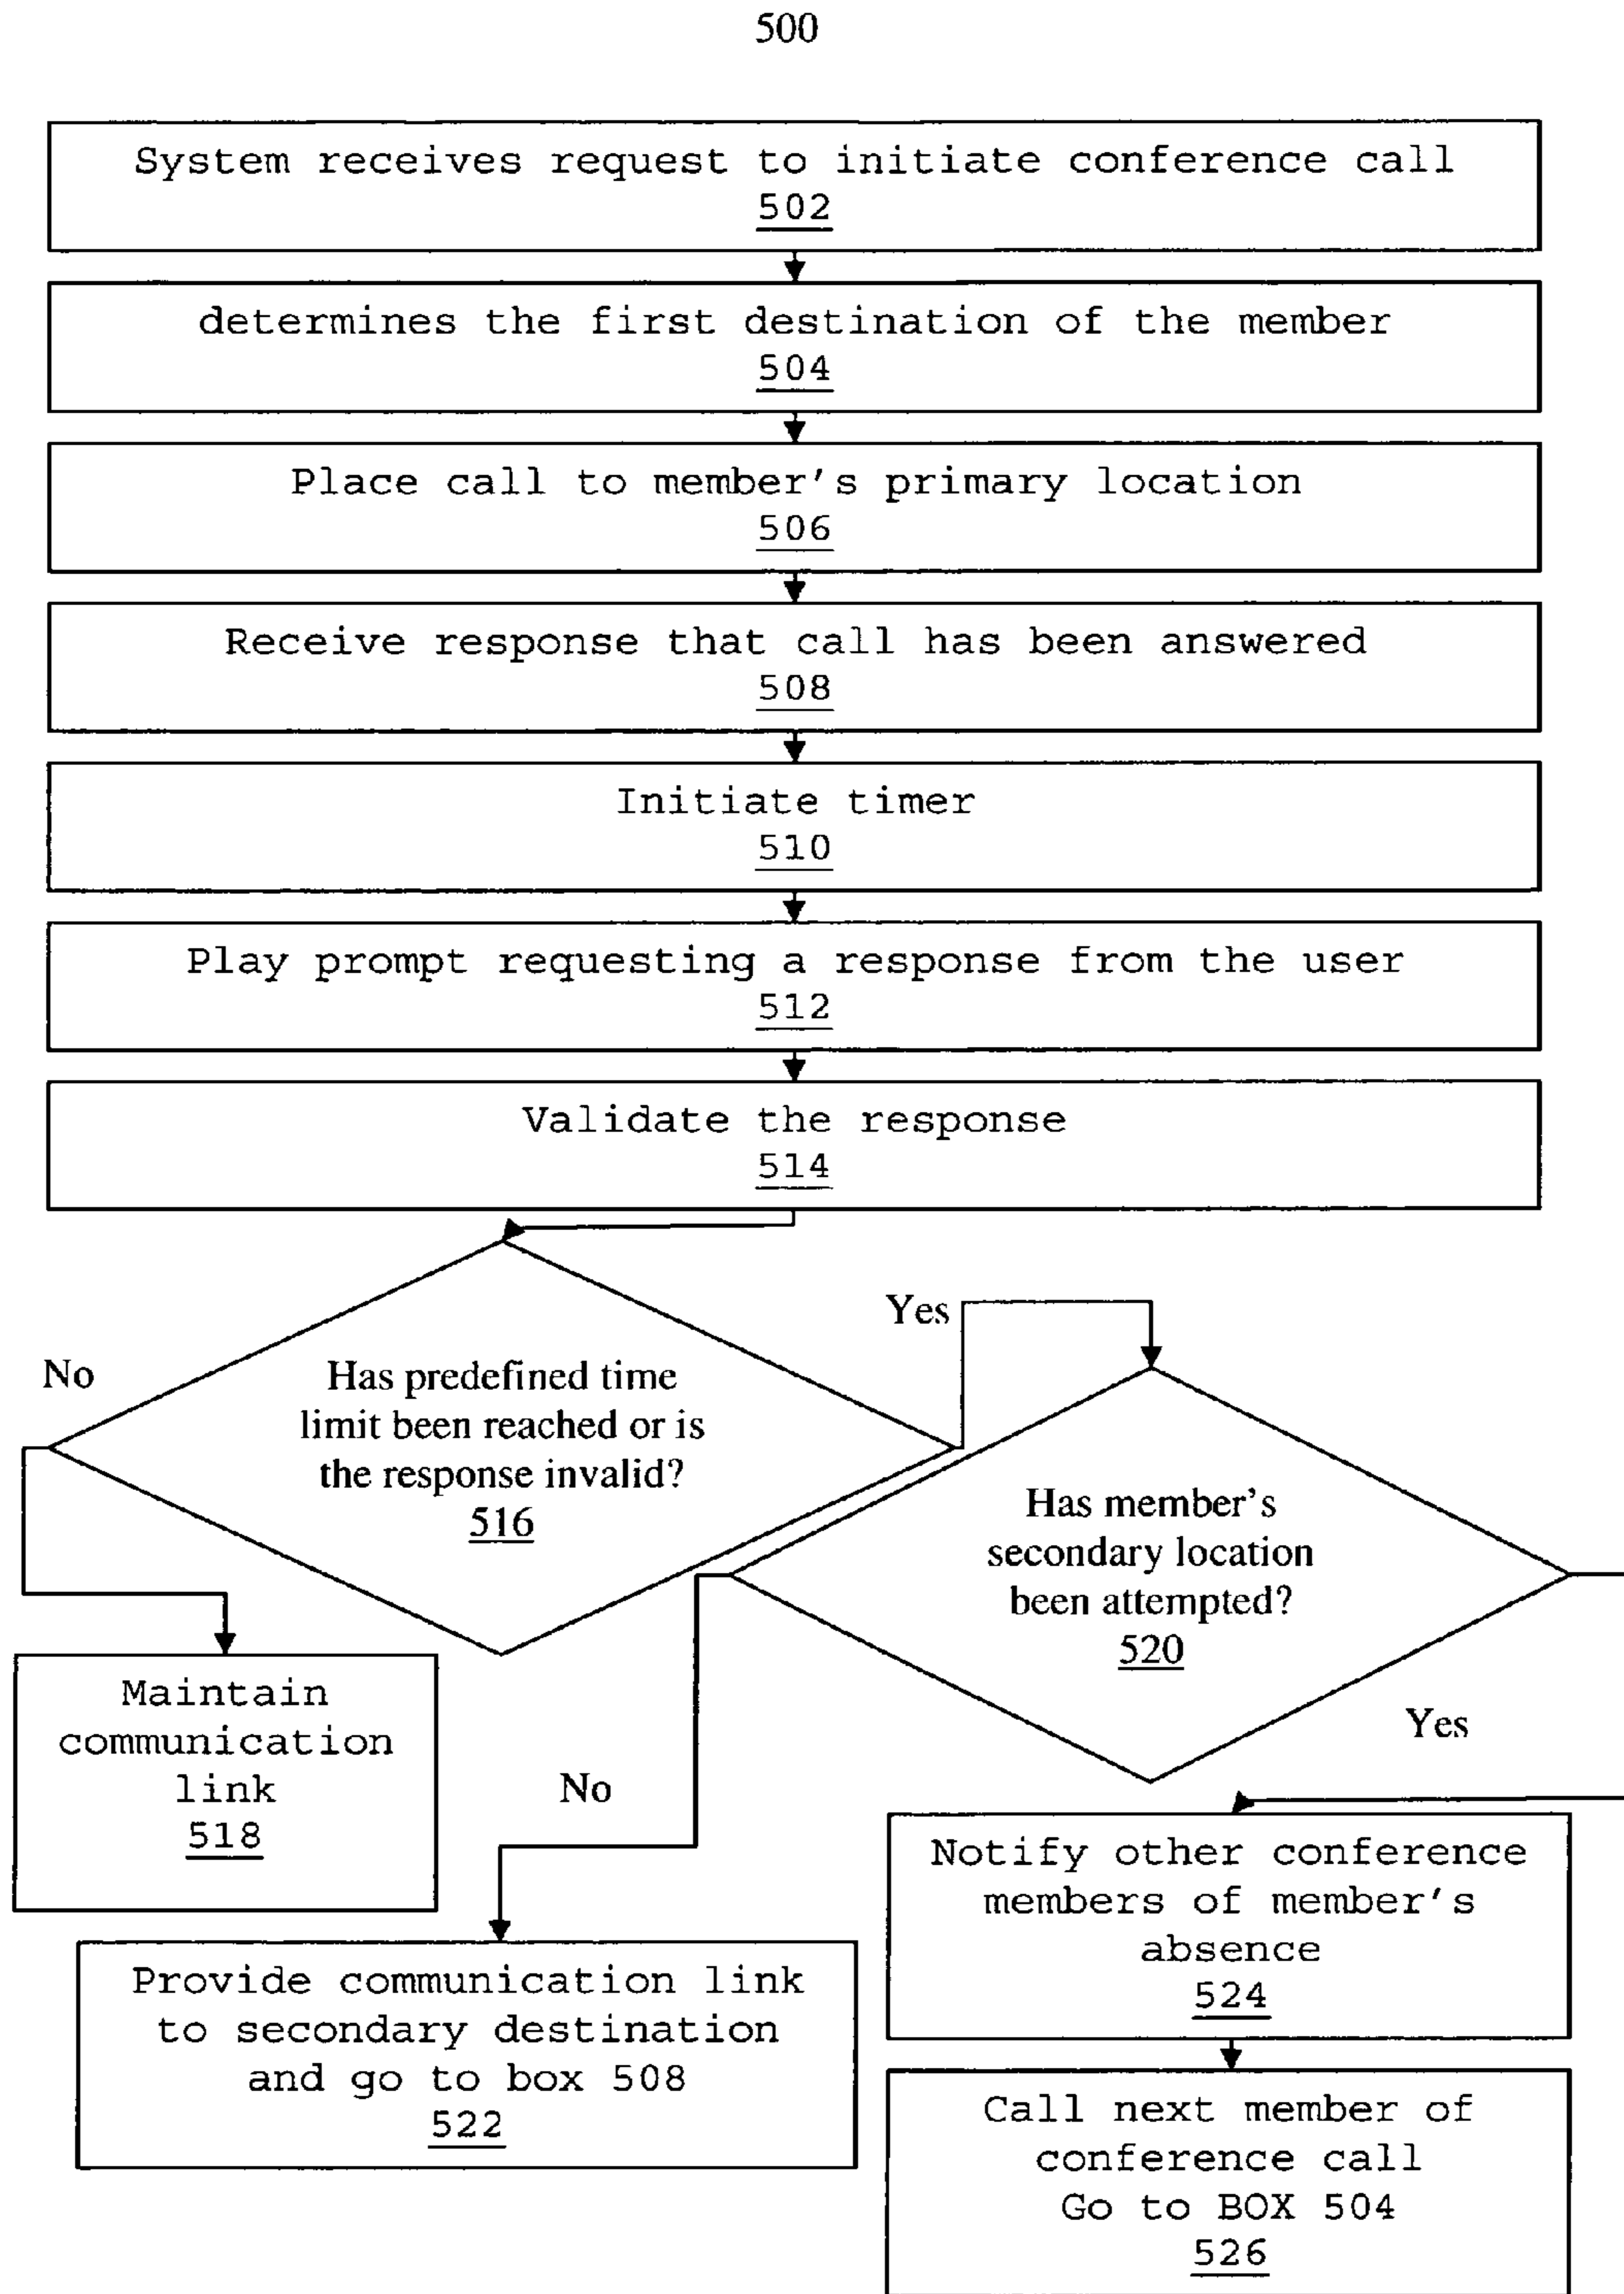 500
System receives request to initiate conference call
502
determines the first destination of the member
504
Place call to member's primary location
506
Receive response that call has been answered
508
Initiate timer
510
Play prompt requesting a response from the user
512
Validate the response
514
No
Has predefined time
limit been reached or is
the response invalid?
516
Yes
Has member's
secondary location
been attempted?
520
Yes
Maintain
communication
link
518
No
Provide communication link
to secondary destination
and go to box 508
522
Notify other conference
members of member's
absence
524
Call next member of
conference call
Go to BOX 504
526